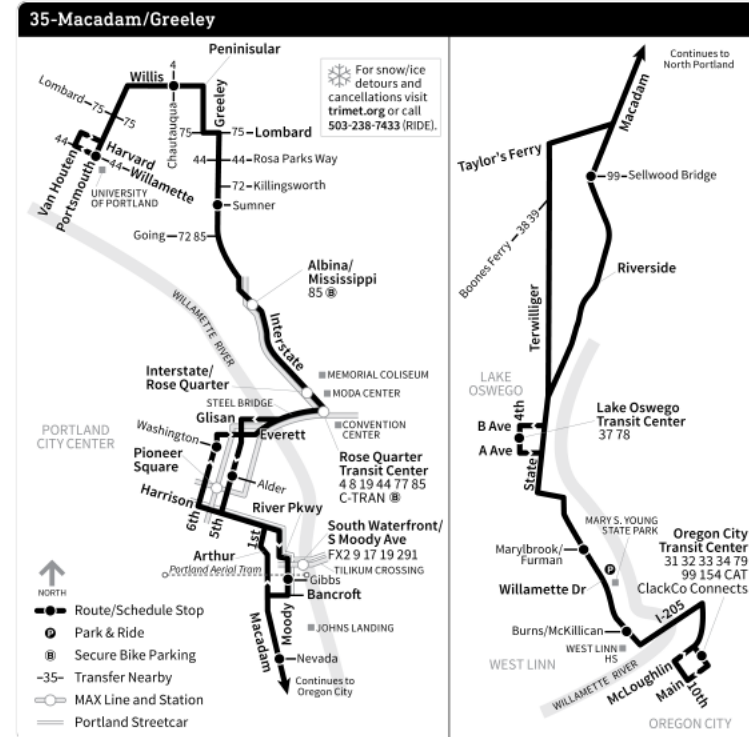 35-Macadam/Greeley
Peninisular
4
Willis
Chautauqua
Greeley
For snow/ice
detours and
cancellations visit
trimet.org or call
503-238-7433 (RIDE).
Lombard
75
75
75
75
Lombard
44
Harvard
44
Willamette
Van Houten
Portsmouth
UNIVERSITY
OF PORTLAND
44
44
Rosa Parks Way
72
Killingsworth
Sumner
Going
72 85
Albina/
Mississippi
85 B
WILLAMETTE RIVER
Interstate
Interstate/
Rose Quarter
MEMORIAL COLISEUM
MODA CENTER
STEEL BRIDGE
Glisan
Everett
CONVENTION
CENTER
PORTLAND
CITY CENTER
Washington
Pioneer
Square
Rose Quarter
Transit Center
4 8 19 44 77 85
C-TRAN B
Alder
Harrison
6th
5th
1st
River Pkwy
South Waterfront/
S Moody Ave
FX2 9 17 19 291
TILIKUM CROSSING
Arthur
Portland Aerial Tram
Gibbs
Bancroft
Macadam
Moody
JOHNS LANDING
Nevada
Continues to
Oregon City
NORTH
Route/Schedule Stop
P Park & Ride
B Secure Bike Parking
-35- Transfer Nearby
MAX Line and Station
Portland Streetcar
Continues to
North Portland
Macadam
Taylor's Ferry
99
Sellwood Bridge
Boones Ferry
38 39
Riverside
Terwilliger
LAKE
OSWEGO
4th
B Ave
A Ave
State
Lake Oswego
Transit Center
37 78
MARY S. YOUNG
STATE PARK
Marylbrook/
Furman
P
Willamette Dr
Oregon City
Transit Center
31 32 33 34 79
99 154 CAT
ClackCo Connects
I-205
Burns/McKillican
WEST LINN
HS
WEST LINN
WILLAMETTE RIVER
McLoughlin
Main
10th
OREGON CITY